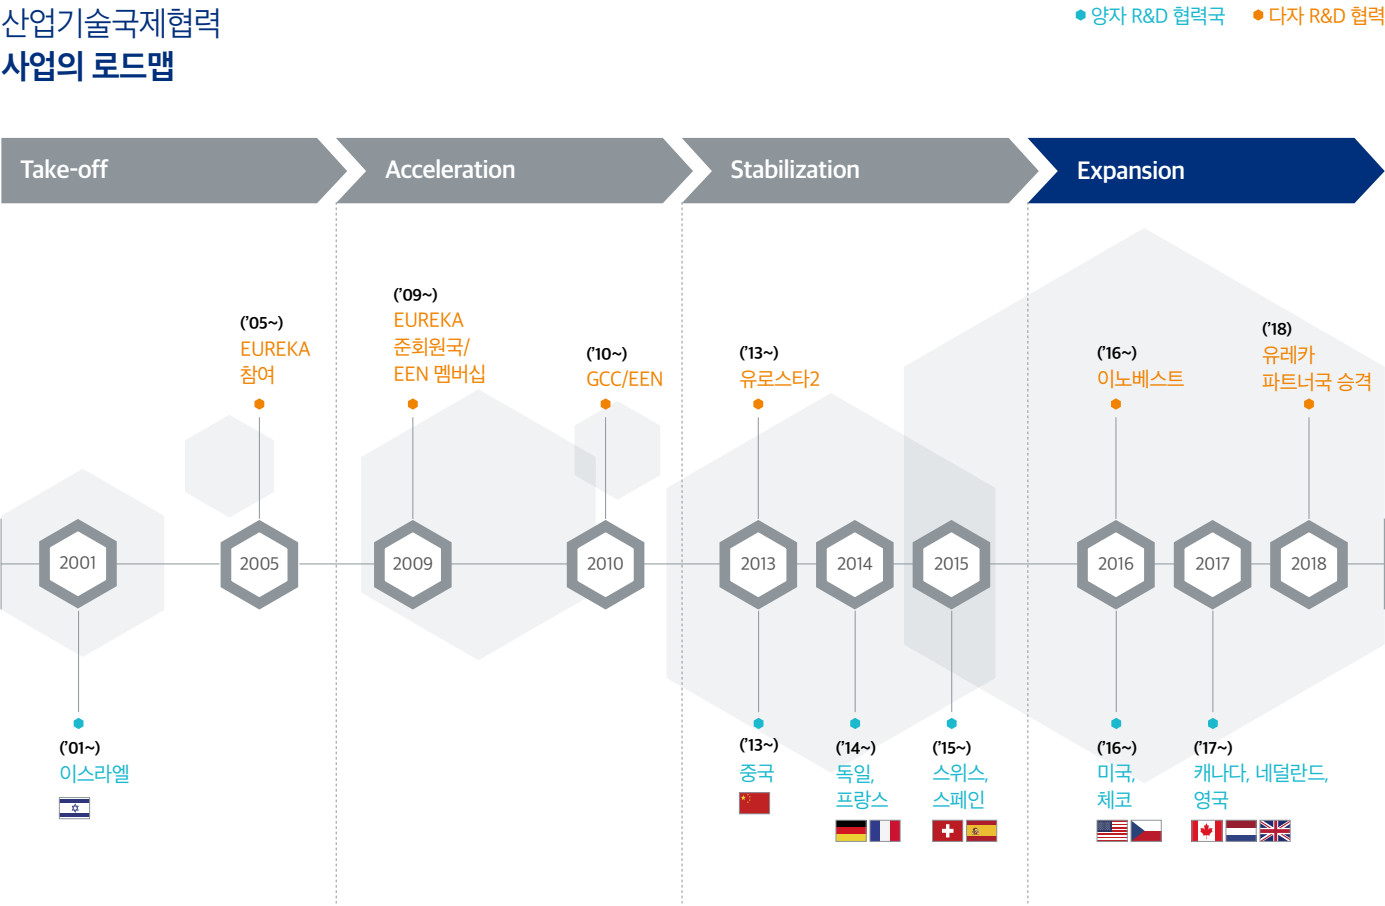 산업기술국제협력
사업의 로드맵
양자 R&D 협력국
다자 R&D 협력
Take-off
Acceleration
Stabilization
Expansion
(’05~)
EUREKA
참여
(’09~)
EUREKA
준회원국/
EEN 멤버십
(’10~)
GCC/EEN
(’13~)
유로스타2
(’16~)
이노베스트
(’18)
유레카
파트너국 승격
2001
2005
2009
2010
2013
2014
2015
2016
2017
2018
(’01~)
이스라엘
(’13~)
중국
(’14~)
독일,
프랑스
(’15~)
스위스,
스페인
(’16~)
미국,
체코
(’17~)
캐나다, 네덜란드,
영국